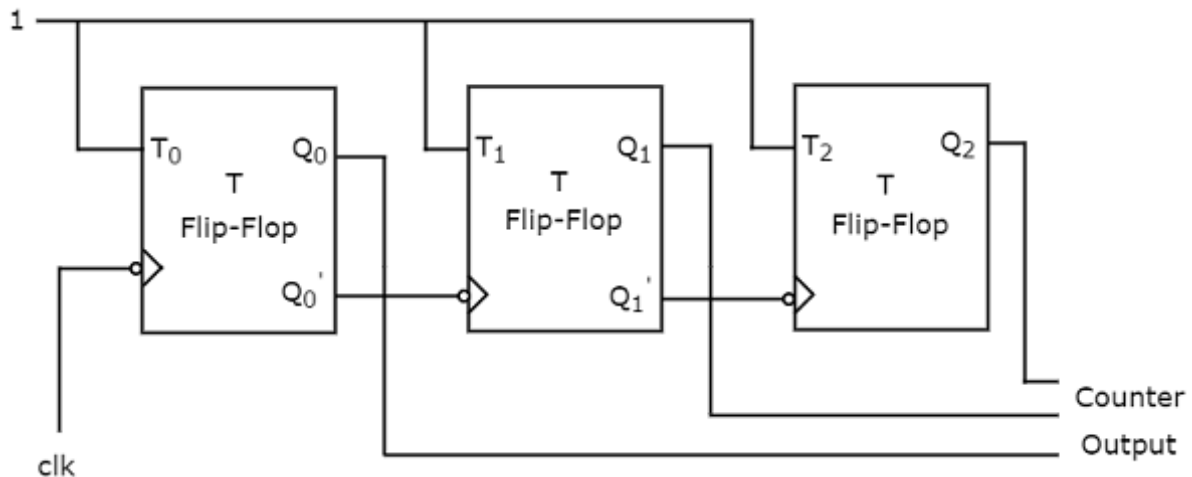 1
T₀
Q₀
T
Flip-Flop
Q₀'
T₁
Q₁
T
Flip-Flop
Q₁'
T₂
Q₂
T
Flip-Flop
clk
Counter
Output